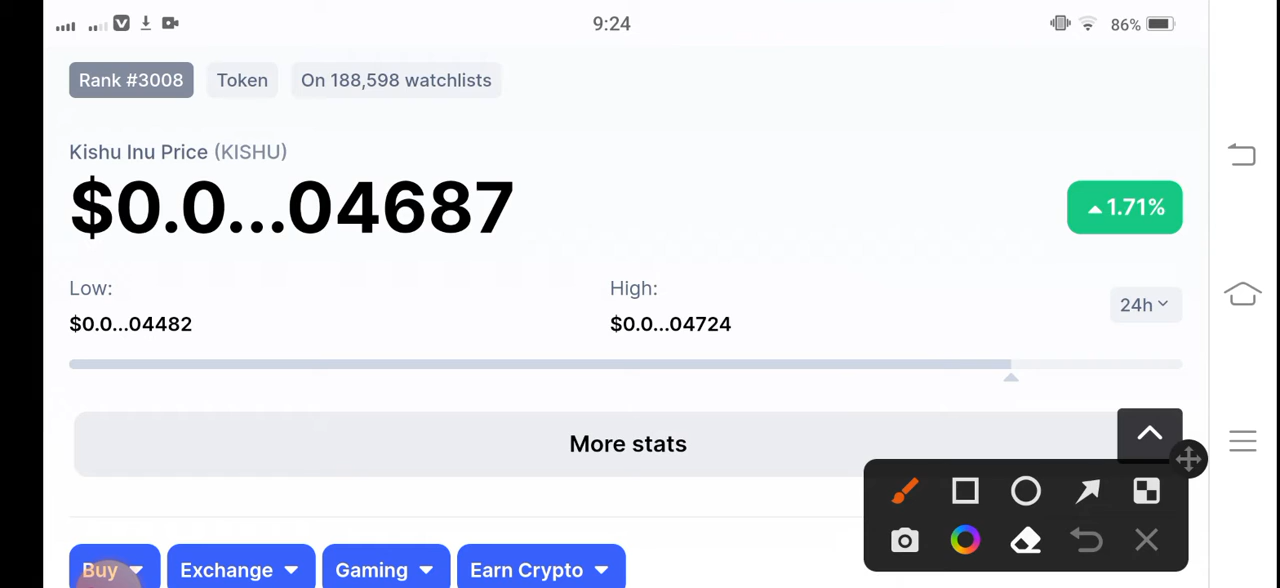 9:24
86%
Rank #3008 Token On 188,598 watchlists
Kishu Inu Price (KISHU)
$0.0...04687
1.71%
Low:
High:
24h
$0.0...04482
$0.0...04724
More stats
Buy Exchange Gaming Earn Crypto